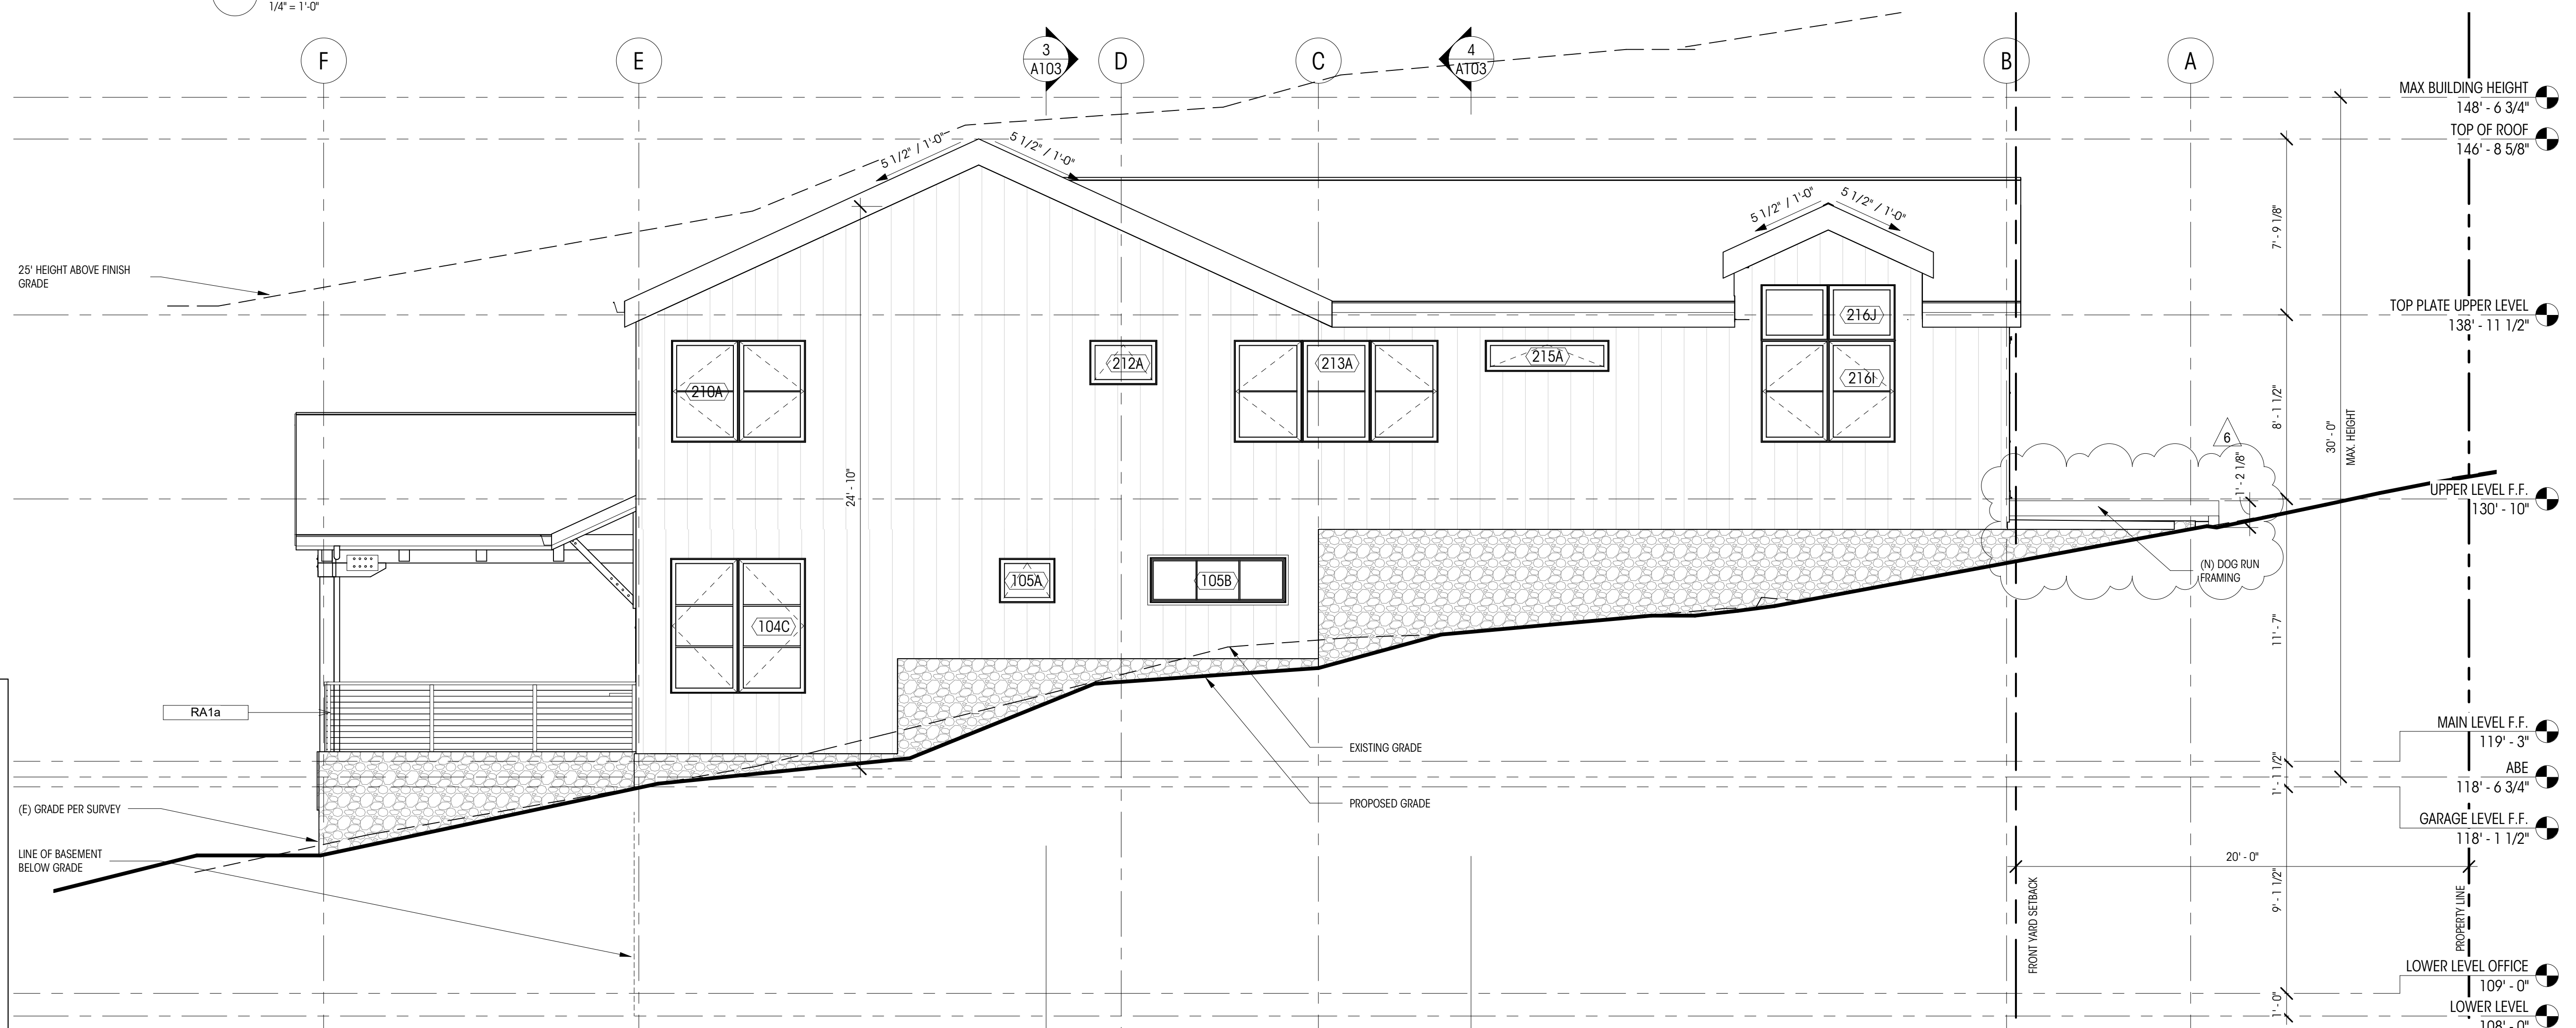 1/4" = 1'-0"
F
E
3
A103
D
C
4
A103
B
A
MAX BUILDING HEIGHT
148' - 6 3/4"
TOP OF ROOF
146' - 8 5/8"
5 1/2" / 1'-0"
5 1/2" / 1'-0"
5 1/2" / 1'-0"
5 1/2" / 1'-0"
7' - 9 1/8"
25' HEIGHT ABOVE FINISH
GRADE
TOP PLATE UPPER LEVEL
138' - 11 1/2"
216J
212A
213A
215A
216I
210A
8' - 1 1/2"
30' - 0"
MAX. HEIGHT
6
1' - 2 1/8"
24' - 10"
UPPER LEVEL F.F.
130' - 10"
(N) DOG RUN
FRAMING
105A
105B
104C
11' - 7"
RA1a
EXISTING GRADE
MAIN LEVEL F.F.
119' - 3"
ABE
118' - 6 3/4"
1' - 1 1/2"
(E) GRADE PER SURVEY
PROPOSED GRADE
GARAGE LEVEL F.F.
118' - 1 1/2"
LINE OF BASEMENT
BELOW GRADE
20' - 0"
9' - 1 1/2"
FRONT YARD SETBACK
PROPERTY LINE
LOWER LEVEL OFFICE
109' - 0"
1' - 0"
LOWER LEVEL
108' - 0"